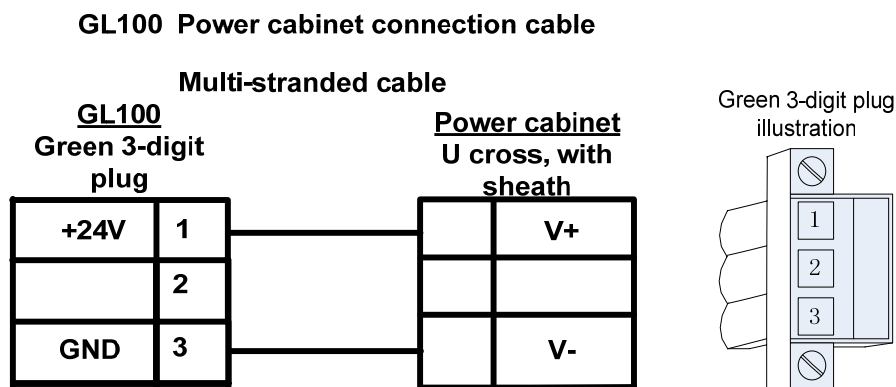 GL100 Power cabinet connection cable
Multi-stranded cable
GL100
Green 3-digit
plug
Power cabinet
U cross, with
sheath
+24V 1 V+
2
GND 3 V-
Green 3-digit plug
illustration
1
2
3